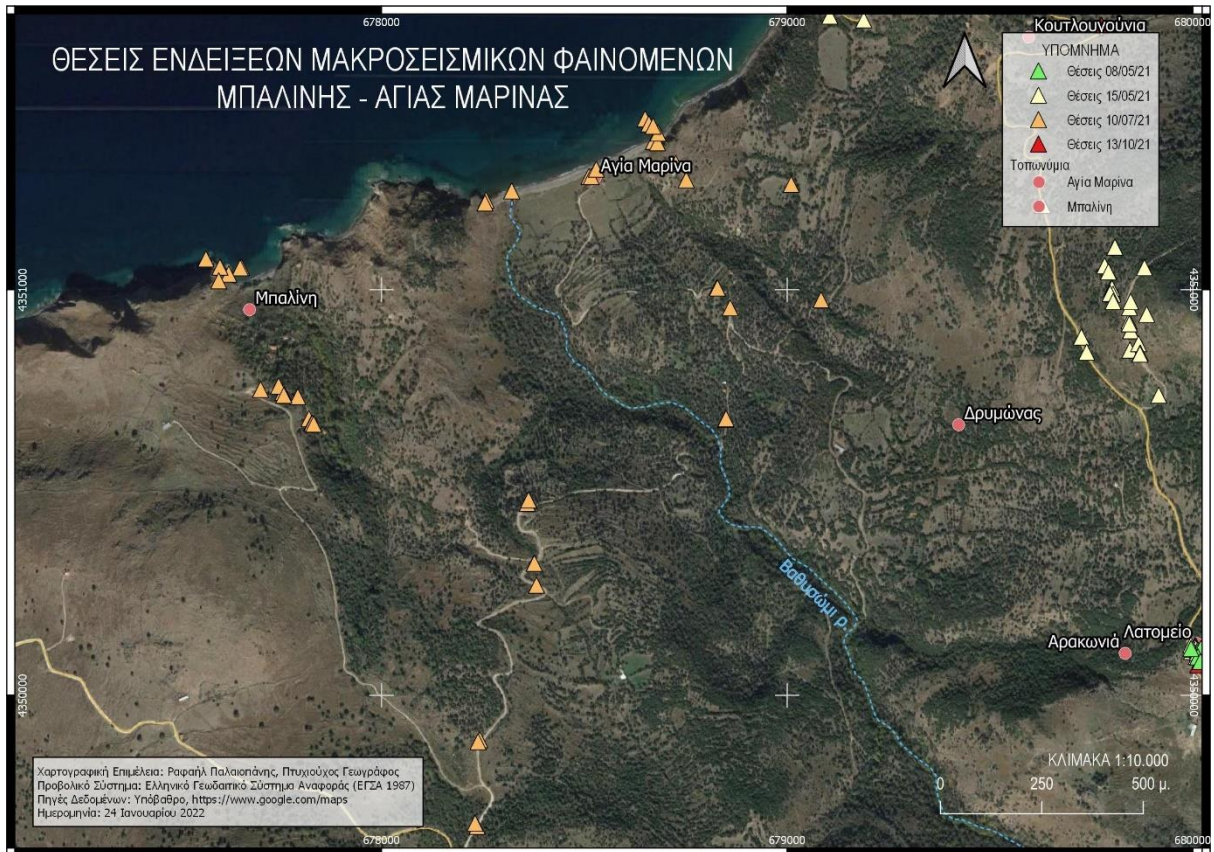 678000
679000
680000
ΘΕΣΕΙΣ ΕΝΔΕΙΞΕΩΝ ΜΑΚΡΟΣΕΙΣΜΙΚΩΝ ΦΑΙΝΟΜΕΝΩΝ
ΜΠΑΛΙΝΗΣ - ΑΓΙΑΣ ΜΑΡΙΝΑΣ
Κουτλουγούνια
ΥΠΟΜΝΗΜΑ
Θέσεις 08/05/21
Θέσεις 15/05/21
Θέσεις 10/07/21
Θέσεις 13/10/21
Τοπωνύμια
Αγία Μαρίνα
Μπαλίνη
Αγία Μαρίνα
4351000
4351000
Μπαλίνη
Δρυμώνας
Βαθυσώμι ρ.
Αρακωνιά
Λατομείο
4350000
4350000
ΚΛΙΜΑΚΑ 1:10.000
0 250 500 μ.
Χαρτογραφική Επιμέλεια: Ραφαήλ Παλαιοπάνης, Πτυχιούχος Γεωγράφος
Προβολικό Σύστημα: Ελληνικό Γεωδαιτικό Σύστημα Αναφοράς (ΕΓΣΑ 1987)
Πηγές Δεδομένων: Υπόβαθρο, https://www.google.com/maps
Ημερομηνία: 24 Ιανουαρίου 2022
678000
679000
680000